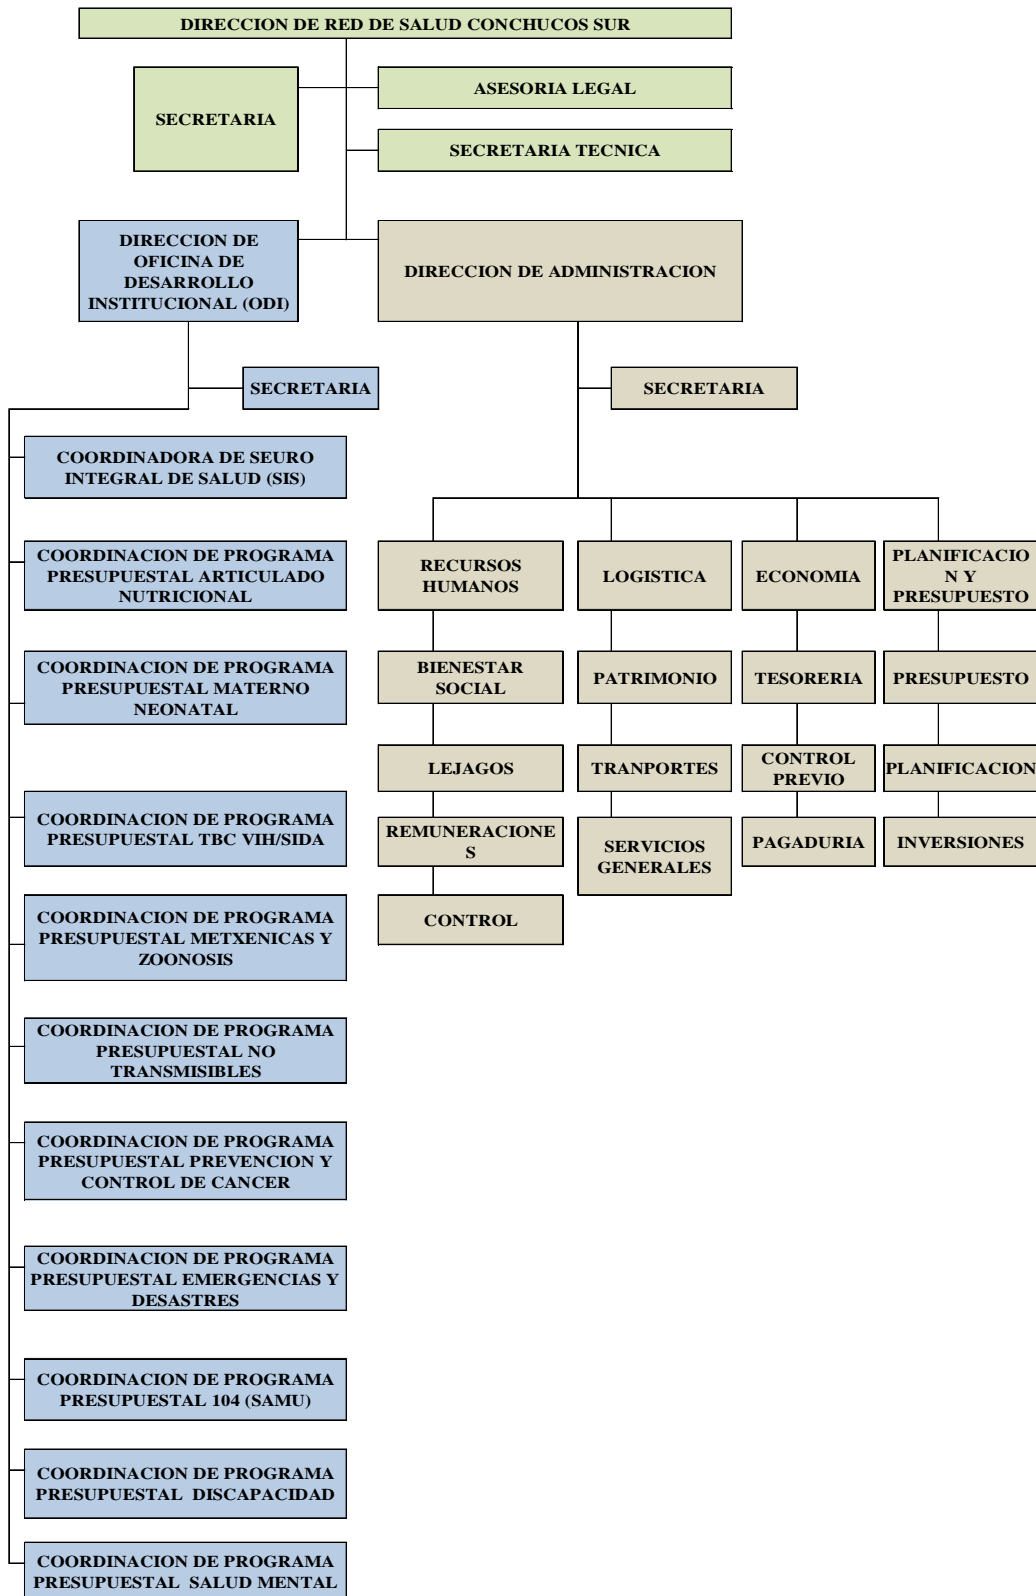 DIRECCION DE RED DE SALUD CONCHUCOS SUR
SECRETARIA
ASESORIA LEGAL
SECRETARIA TECNICA
DIRECCION DE
OFICINA DE
DESARROLLO
INSTITUCIONAL (ODI)
DIRECCION DE ADMINISTRACION
SECRETARIA
SECRETARIA
COORDINADORA DE SEURO
INTEGRAL DE SALUD (SIS)
COORDINACION DE PROGRAMA
PRESUPUESTAL ARTICULADO
NUTRICIONAL
COORDINACION DE PROGRAMA
PRESUPUESTAL MATERNO
NEONATAL
COORDINACION DE PROGRAMA
PRESUPUESTAL TBC VIH/SIDA
COORDINACION DE PROGRAMA
PRESUPUESTAL METXENICAS Y
ZOONOSIS
COORDINACION DE PROGRAMA
PRESUPUESTAL NO
TRANSMISIBLES
COORDINACION DE PROGRAMA
PRESUPUESTAL PREVENCION Y
CONTROL DE CANCER
COORDINACION DE PROGRAMA
PRESUPUESTAL EMERGENCIAS Y
DESASTRES
COORDINACION DE PROGRAMA
PRESUPUESTAL 104 (SAMU)
COORDINACION DE PROGRAMA
PRESUPUESTAL DISCAPACIDAD
COORDINACION DE PROGRAMA
PRESUPUESTAL SALUD MENTAL
RECURSOS
HUMANOS
BIENESTAR
SOCIAL
LEJAGOS
REMUNERACIONE
S
CONTROL
LOGISTICA
PATRIMONIO
TRANPORTES
SERVICIOS
GENERALES
ECONOMIA
TESORERIA
CONTROL
PREVIO
PAGADURIA
PLANIFICACIO
N Y
PRESUPUESTO
PRESUPUESTO
PLANIFICACION
INVERSIONES